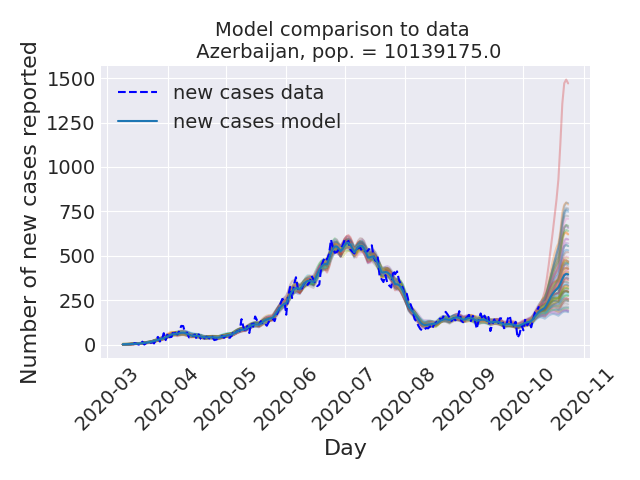 Model comparison to data
Azerbaijan, pop. = 10139175.0
Number of new cases reported
1500
1250
1000
750
500
250
0
new cases data
new cases model
2020-03
2020-04
2020-05
2020-06
2020-07
2020-08
2020-09
2020-10
2020-11
Day